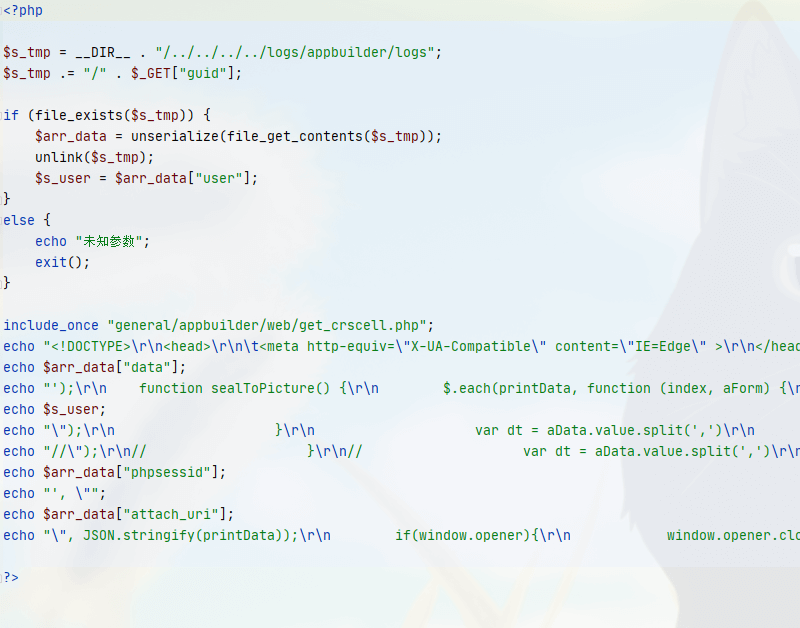 <?php
$s_tmp = __DIR__ . "/../../../../logs/appbuilder/logs";
$s_tmp .= "/" . $_GET["guid"];
if (file_exists($s_tmp)) {
    $arr_data = unserialize(file_get_contents($s_tmp));
    unlink($s_tmp);
    $s_user = $arr_data["user"];
}
else {
    echo "未知参数";
    exit();
}
include_once "general/appbuilder/web/get_crscell.php";
echo "<!DOCTYPE>\r\n<head>\r\n\t<meta http-equiv=\"X-UA-Compatible\" content=\"IE=Edge\" >\r\n</head
echo $arr_data["data"];
echo "');\r\n    function sealToPicture() {\r\n        $.each(printData, function (index, aForm) {\r
echo $s_user;
echo "\");\r\n                }\r\n                    var dt = aData.value.split(',')\r\n
echo "//\");\r\n//                    }\r\n//                    var dt = aData.value.split(',')\r\n
echo $arr_data["phpsessid"];
echo "', \"";
echo $arr_data["attach_uri"];
echo "\", JSON.stringify(printData));\r\n        if(window.opener){\r\n            window.opener.clo
?>